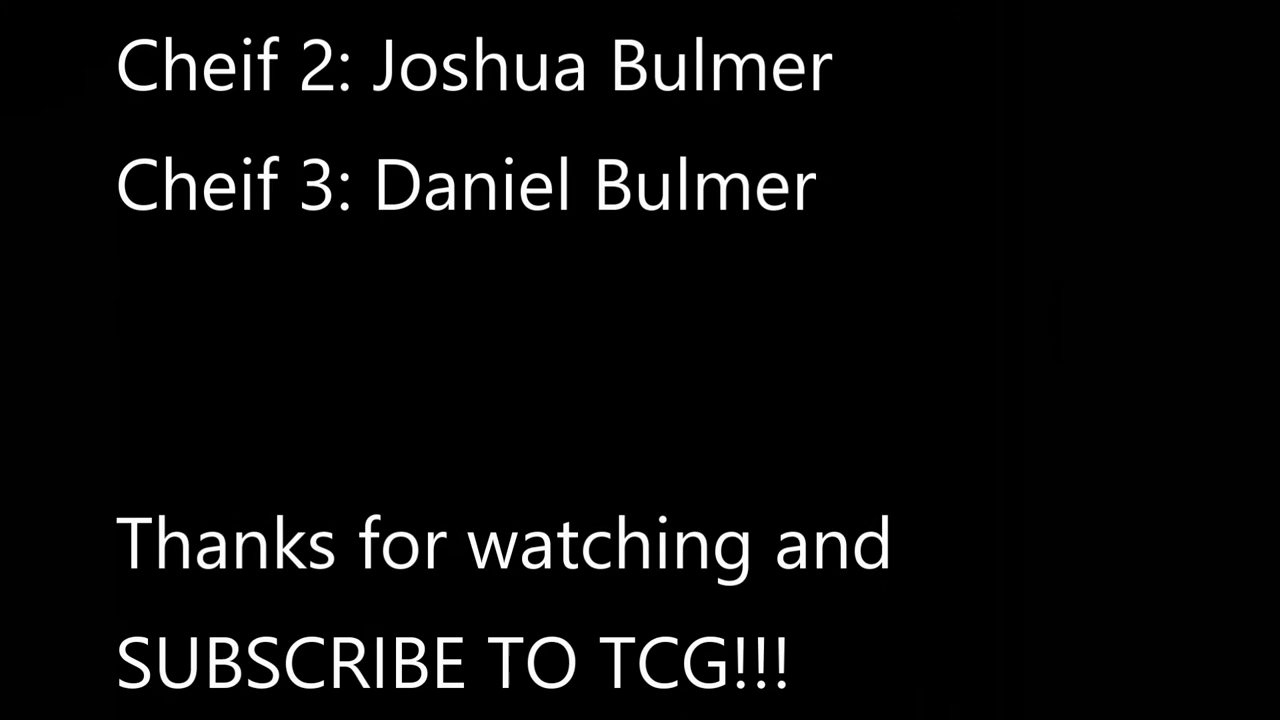 Cheif 2: Joshua Bulmer
Cheif 3: Daniel Bulmer
Thanks for watching and
SUBSCRIBE TO TCG!!!